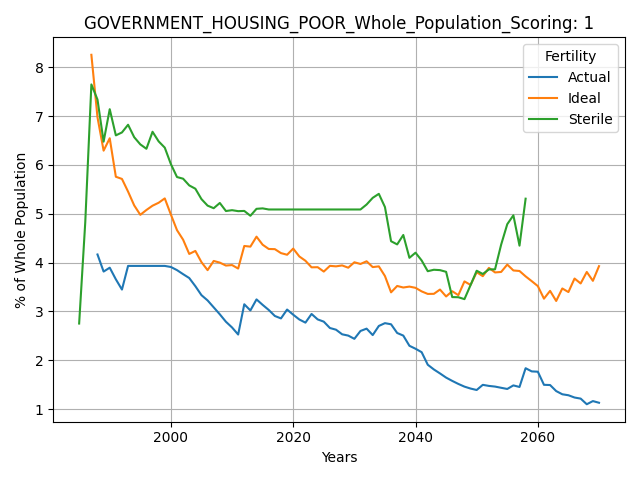 GOVERNMENT_HOUSING_POOR_Whole_Population_Scoring: 1
Fertility
Actual
Ideal
Sterile
% of Whole Population
8
7
6
5
4
3
2
1
2000 2020 2040 2060
Years